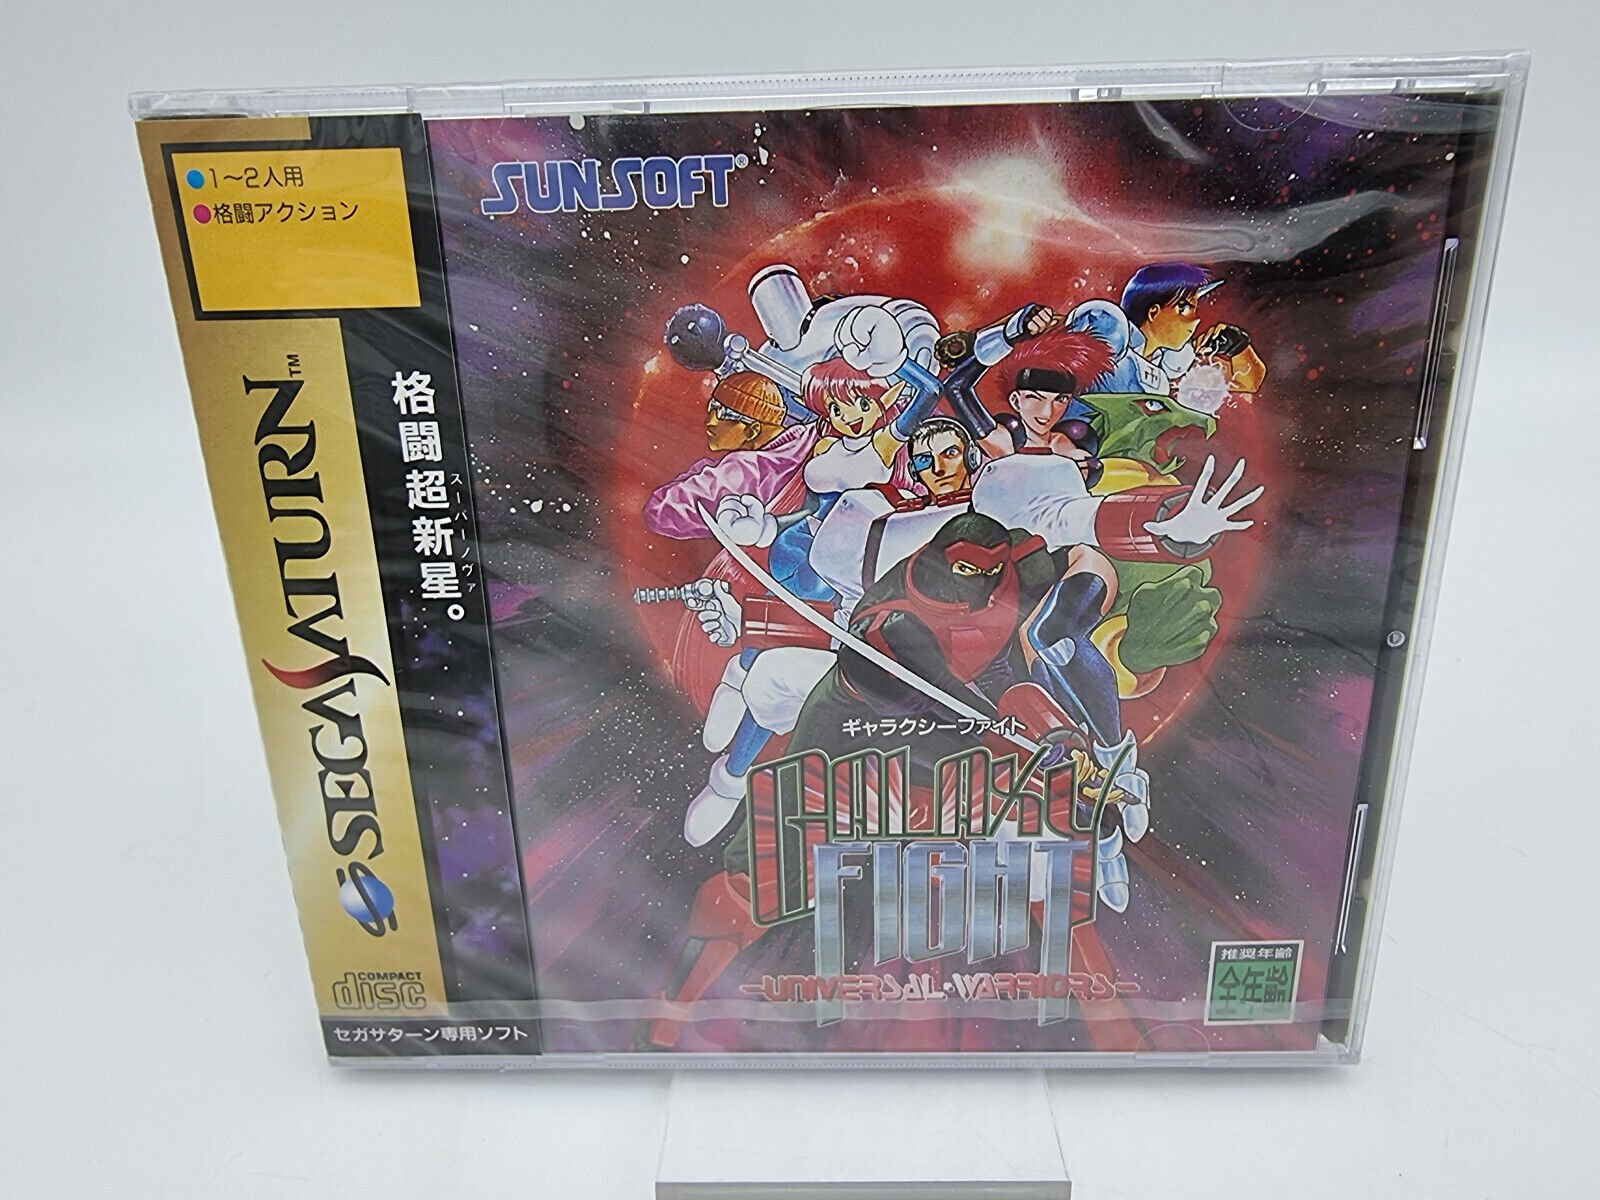 ●1～2人用
●格闘アクション
SEGA SATURN™
格闘超新星。
スーパーノヴァ
COMPACT
disc
セガサターン専用ソフト
SUNSOFT®
ギャラクシーファイト
GALAXY
FIGHT
-UNIVERSAL・WARRIORS-
推奨年齢
全年齢